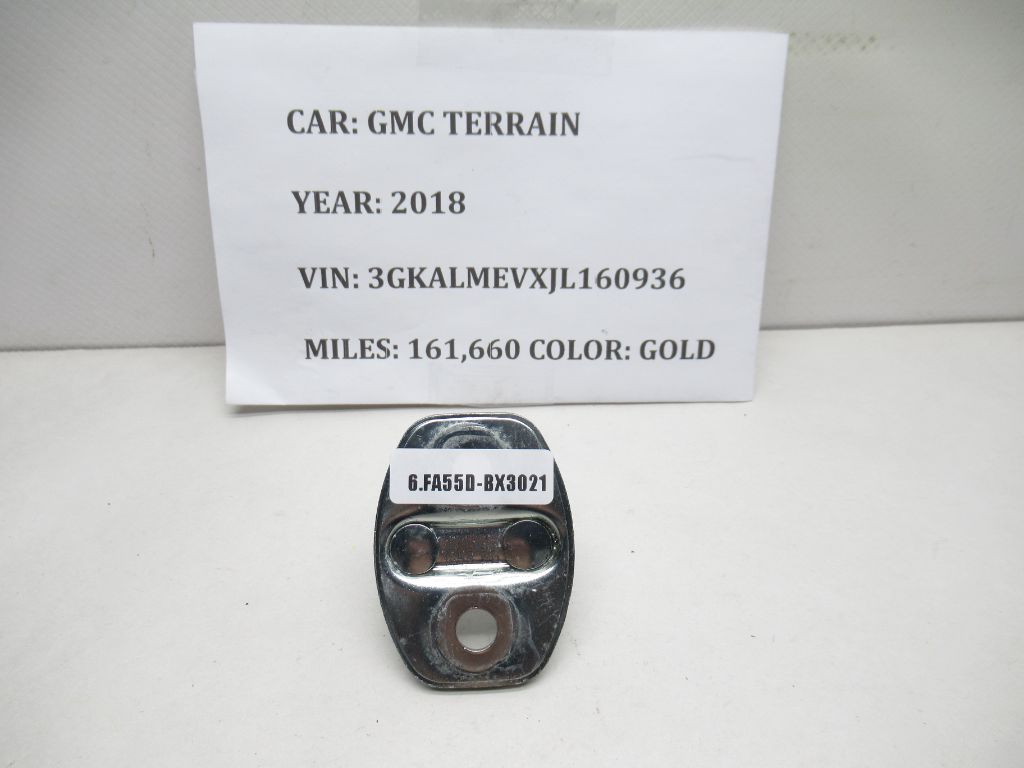 CAR: GMC TERRAIN
YEAR: 2018
VIN: 3GKALMEVXJL160936
MILES: 161,660 COLOR: GOLD
6.FA55D-BX3021